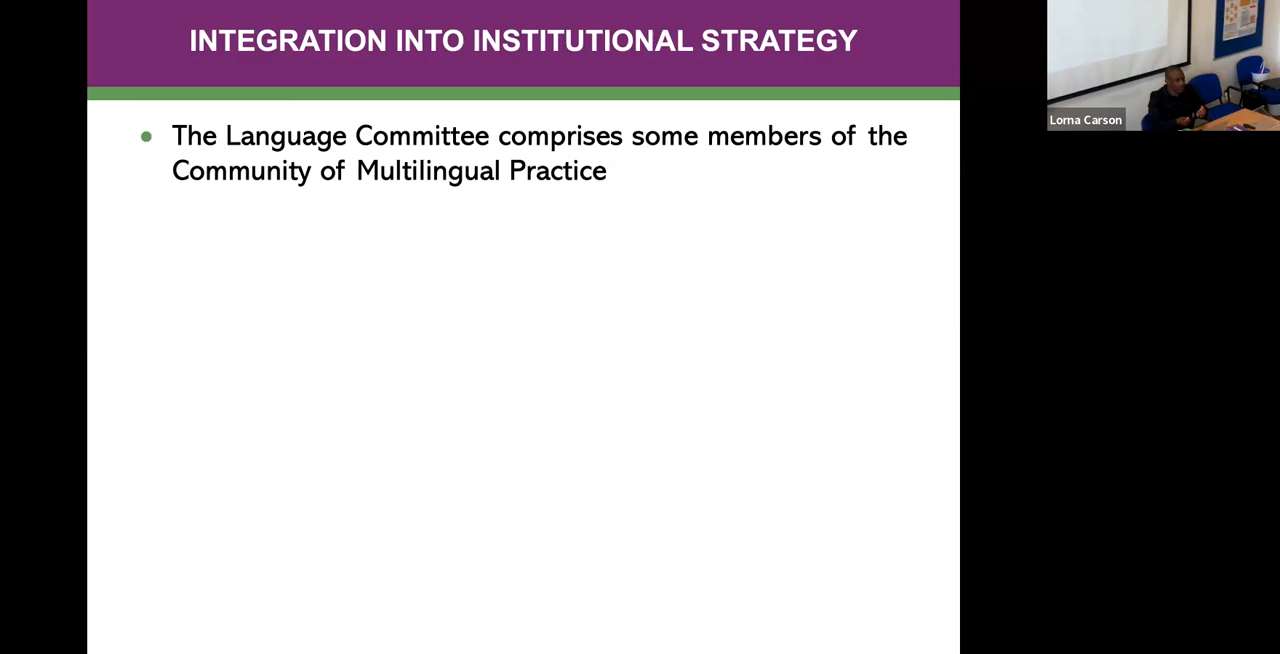 INTEGRATION INTO INSTITUTIONAL STRATEGY
The Language Committee comprises some members of the
Community of Multilingual Practice
Lorna Carson